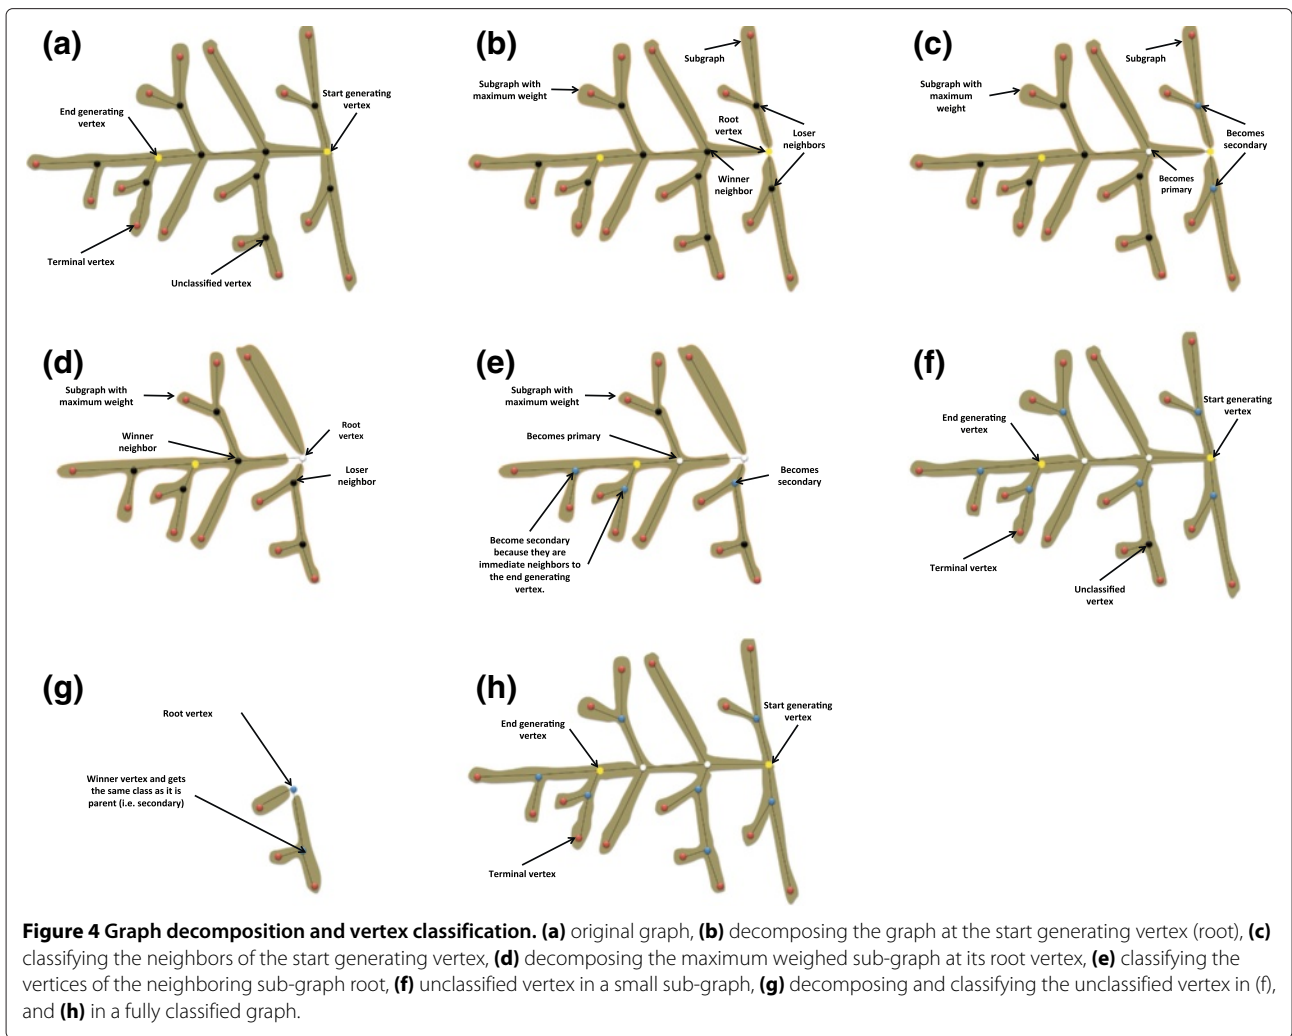 (a)
Start generating
vertex
End generating
vertex
Terminal vertex
Unclassified vertex
(b)
Subgraph
Subgraph with
maximum weight
Root
vertex
Loser
neighbors
Winner
neighbor
(c)
Subgraph
Subgraph with
maximum
weight
Becomes
secondary
Becomes
primary
(d)
Subgraph with
maximum weight
Winner
neighbor
Root
vertex
Loser
neighbor
(e)
Subgraph with
maximum weight
Becomes primary
Becomes
secondary
Become secondary
because they are
immediate neighbors to
the end generating
vertex.
(f)
Start generating
vertex
End generating
vertex
Terminal vertex
Unclassified
vertex
(g)
Root vertex
Winner vertex and gets
the same class as it is
parent (i.e. secondary)
(h)
Start generating
vertex
End generating
vertex
Terminal vertex
Figure 4 Graph decomposition and vertex classification. (a) original graph, (b) decomposing the graph at the start generating vertex (root), (c)
classifying the neighbors of the start generating vertex, (d) decomposing the maximum weighed sub-graph at its root vertex, (e) classifying the
vertices of the neighboring sub-graph root, (f) unclassified vertex in a small sub-graph, (g) decomposing and classifying the unclassified vertex in (f),
and (h) in a fully classified graph.